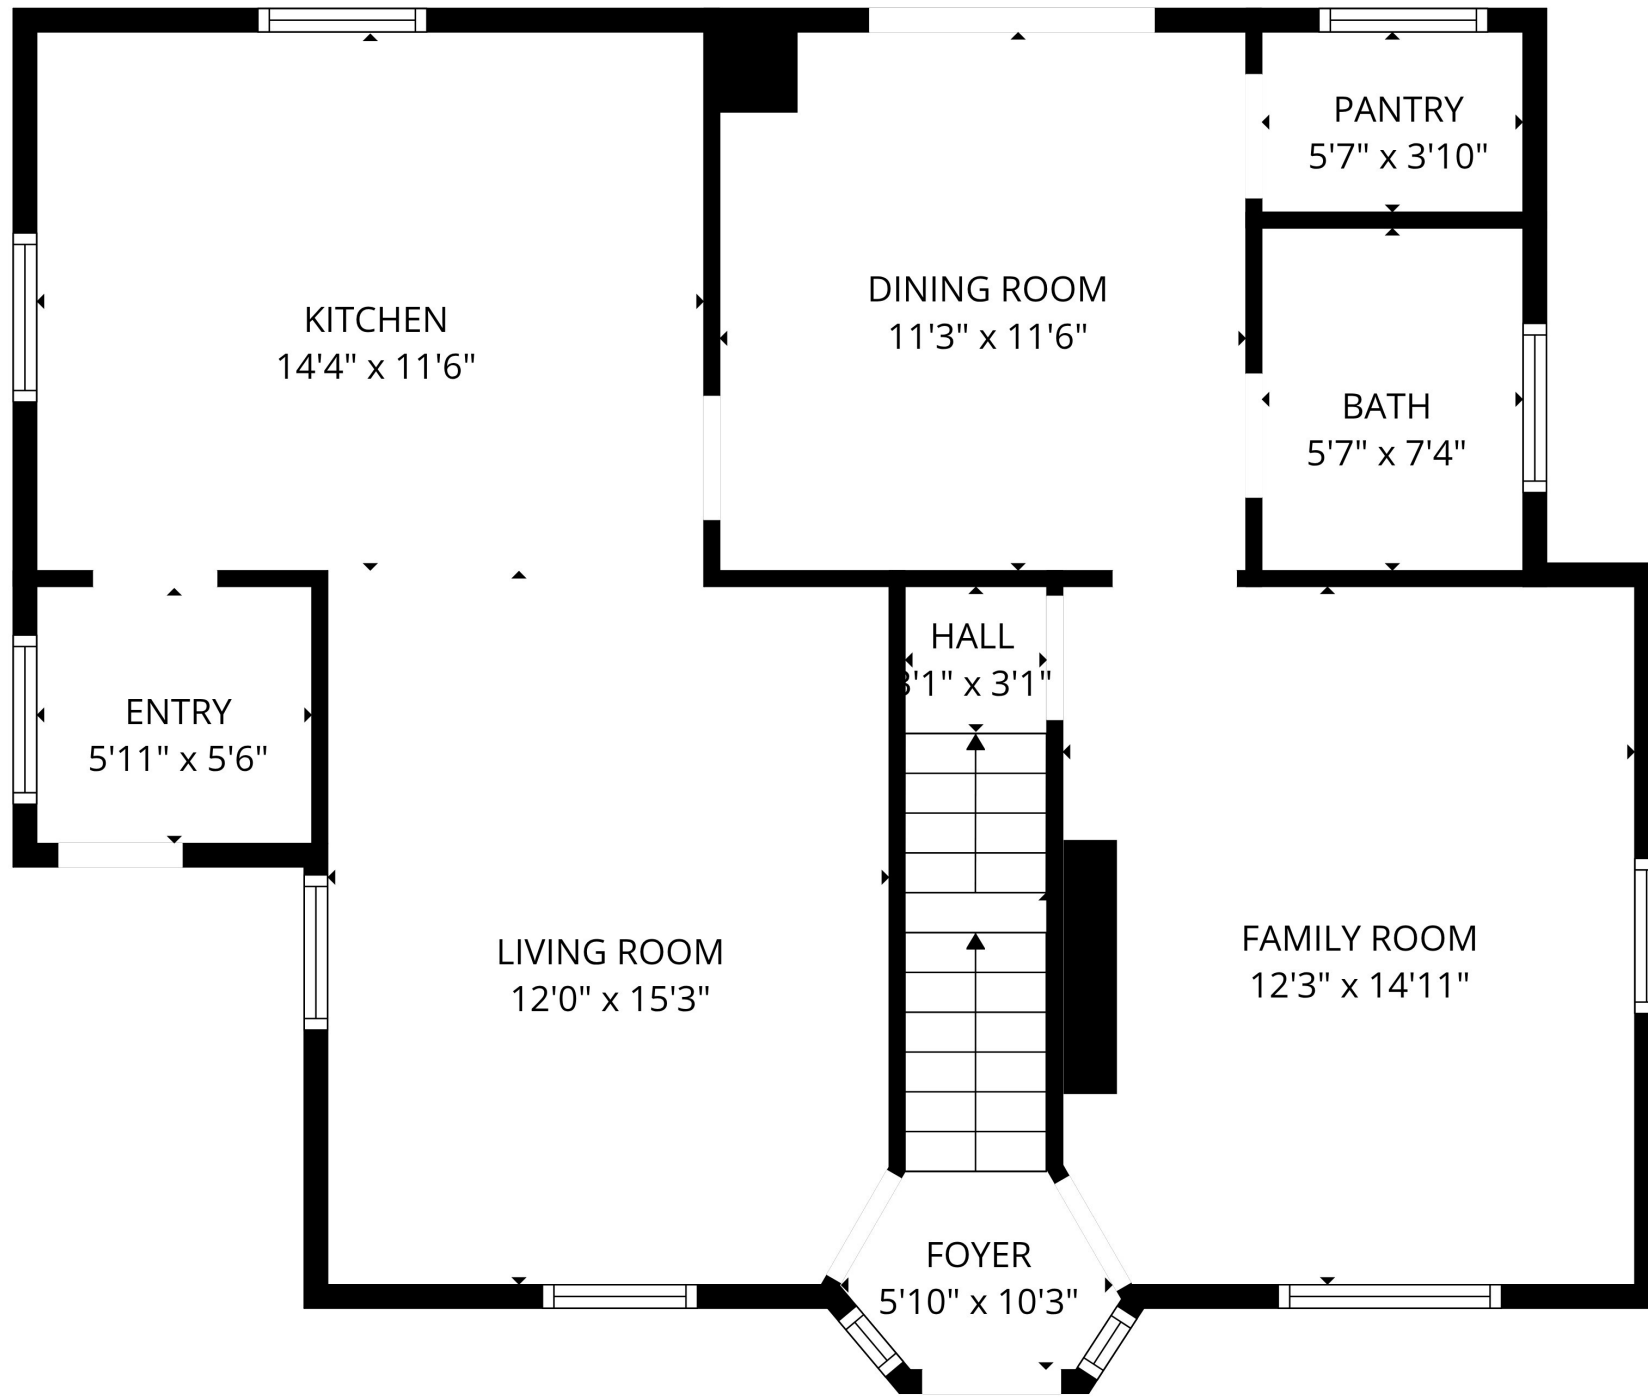 PANTRY
5'7" x 3'10"
DINING ROOM
11'3" x 11'6"
KITCHEN
14'4" x 11'6"
BATH
5'7" x 7'4"
HALL
3'1" x 3'1"
ENTRY
5'11" x 5'6"
FAMILY ROOM
12'3" x 14'11"
LIVING ROOM
12'0" x 15'3"
FOYER
5'10" x 10'3"